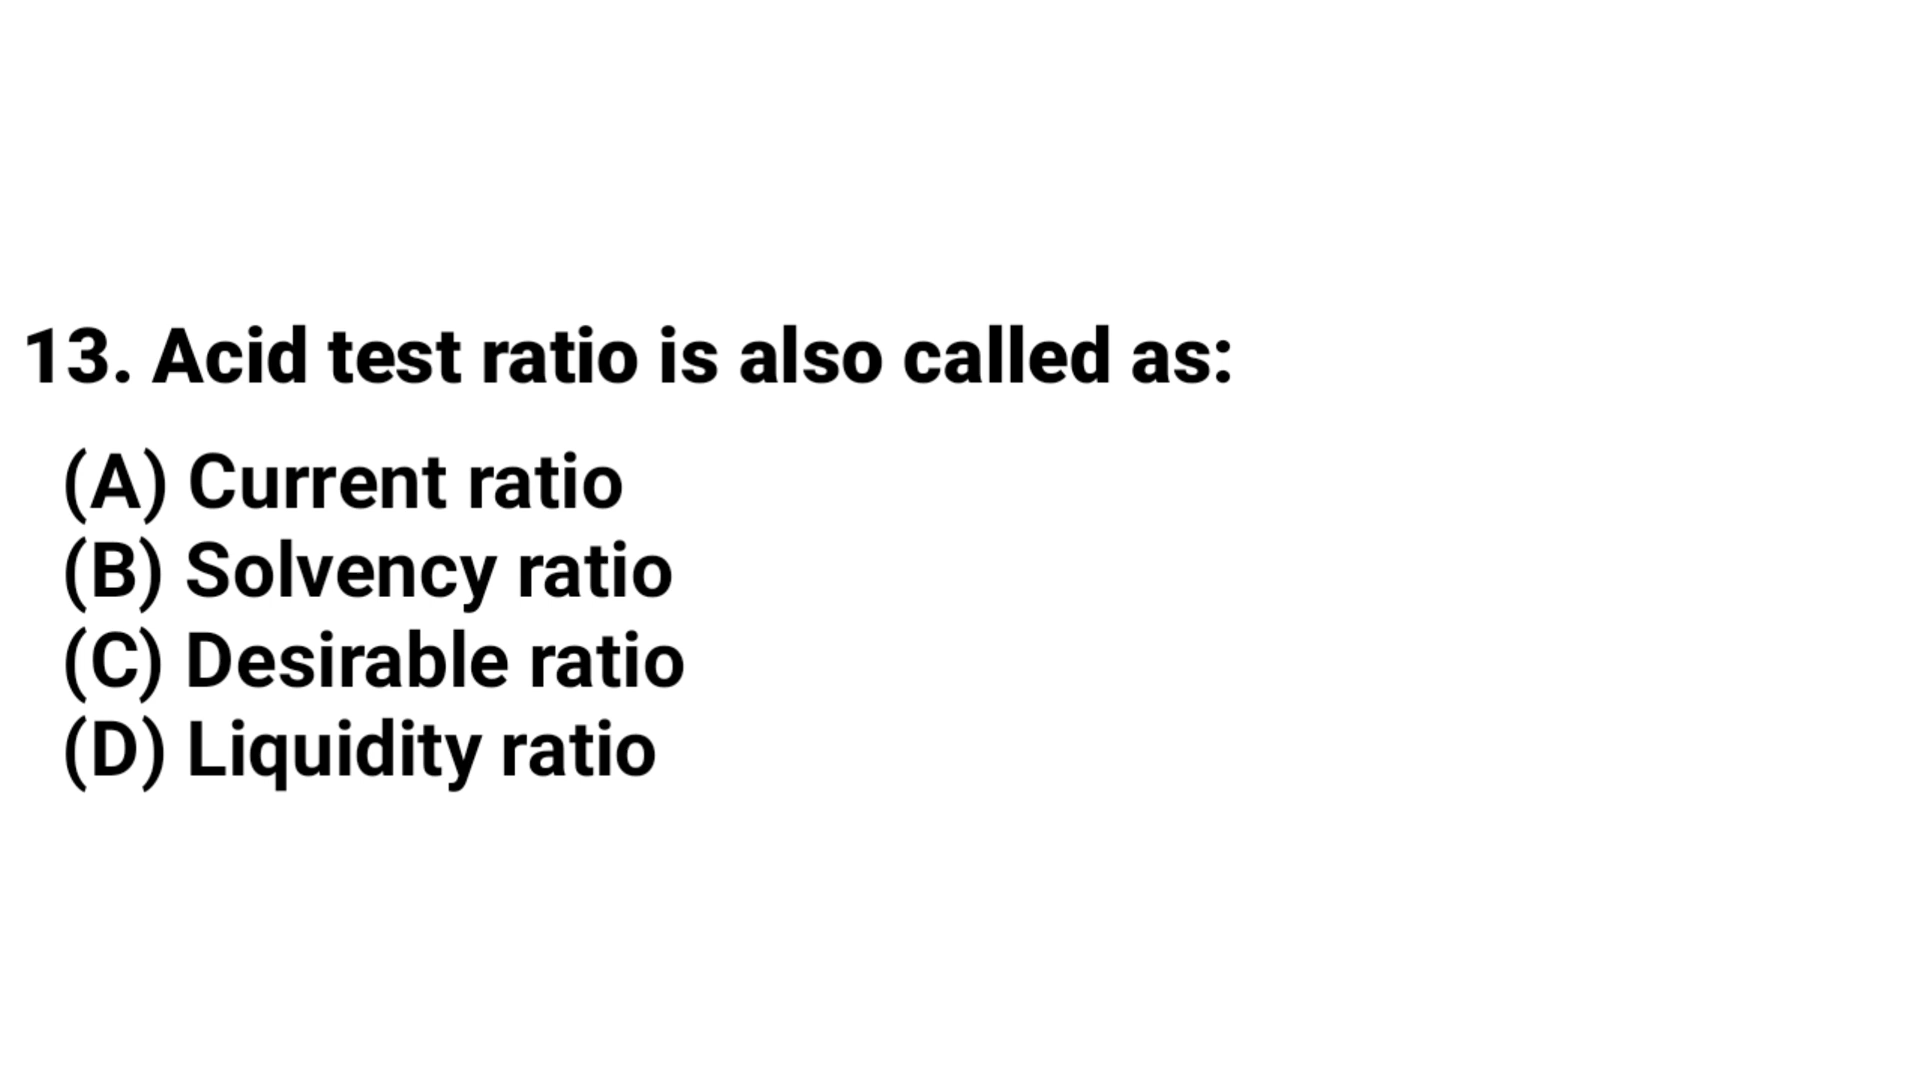 13. Acid test ratio is also called as:
(A) Current ratio
(B) Solvency ratio
(C) Desirable ratio
(D) Liquidity ratio